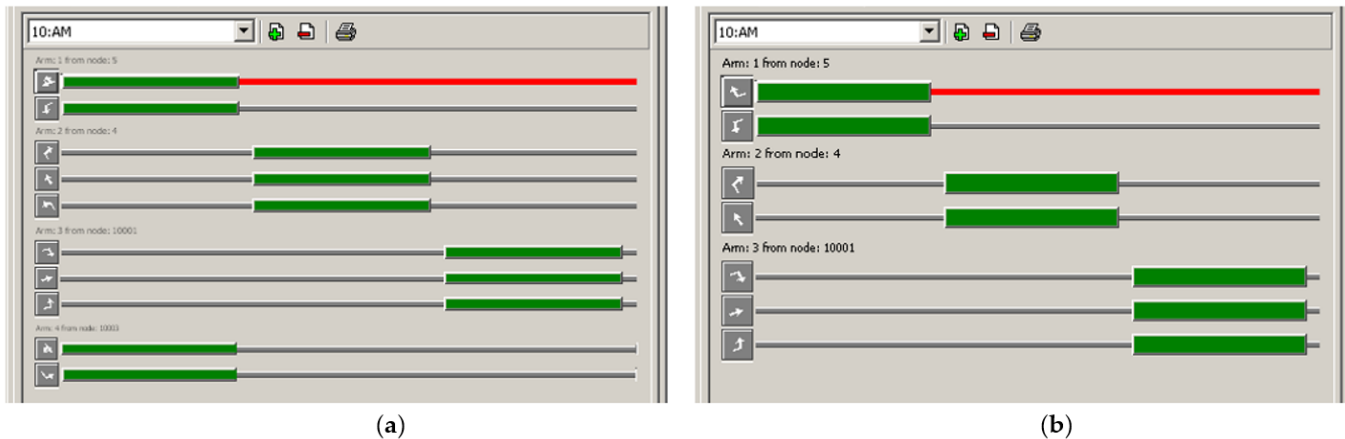 10:AM
Arm: 1 from node: 5
Arm: 2 from node: 4
Arm: 3 from node: 10001
Arm: 4 from node: 10003
(a)
10:AM
Arm: 1 from node: 5
Arm: 2 from node: 4
Arm: 3 from node: 10001
(b)